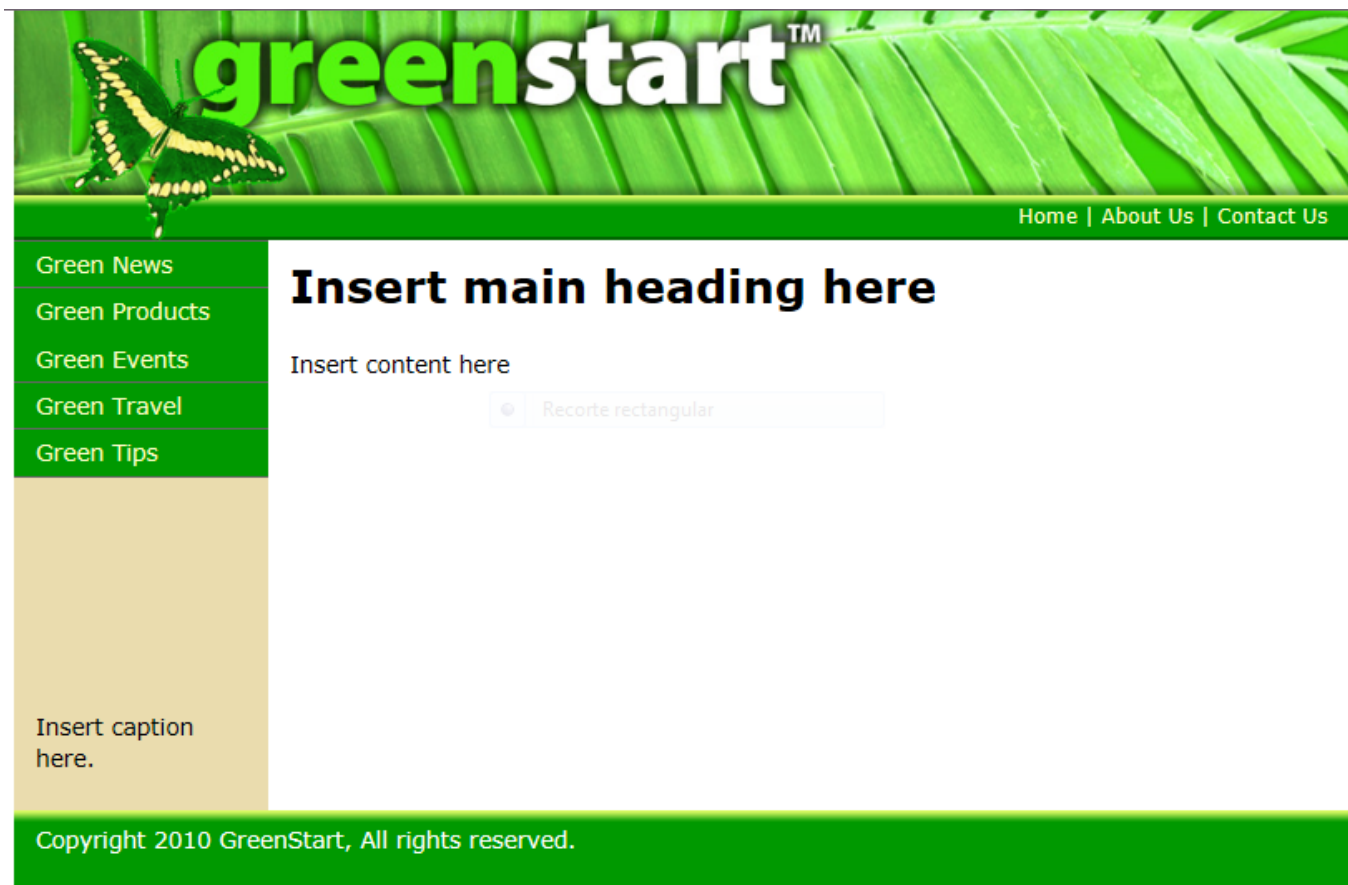 greenstart™
Home | About Us | Contact Us
Green News
Green Products
Green Events
Green Travel
Green Tips
Insert main heading here
Insert content here
Recorte rectangular
Insert caption
here.
Copyright 2010 GreenStart, All rights reserved.